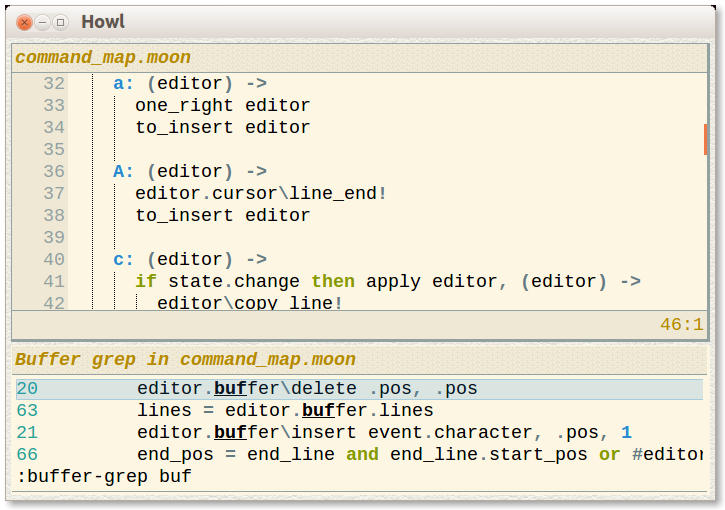 Howl
command_map.moon
32 a: (editor) ->
33 one_right editor
34 to_insert editor
35
36 A: (editor) ->
37 editor.cursor\line_end!
38 to_insert editor
39
40 c: (editor) ->
41 if state.change then apply editor, (editor) ->
42 editor\copy_line!
46:1
Buffer grep in command_map.moon
20 editor.buffer\delete .pos, .pos
63 lines = editor.buffer.lines
21 editor.buffer\insert event.character, .pos, 1
66 end_pos = end_line and end_line.start_pos or #editor
:buffer-grep buf